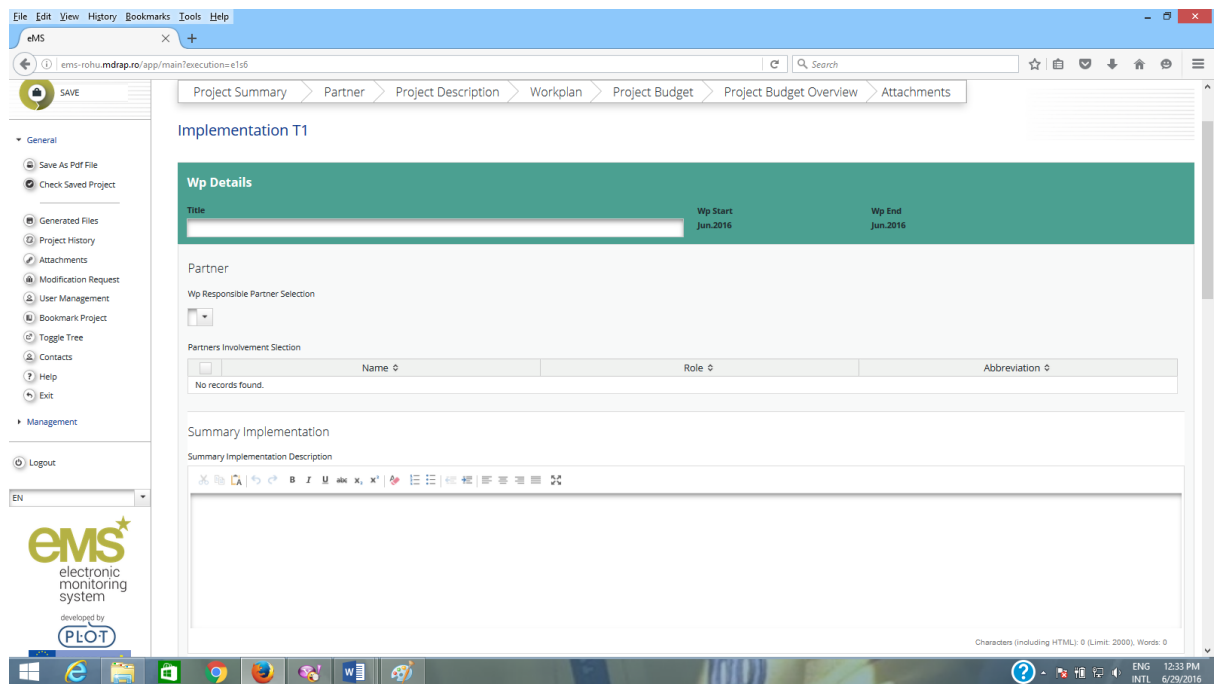 File Edit View History Bookmarks Tools Help
eMS
ems-rohu.mdrap.ro/app/main?execution=e1s6
Search
SAVE
Project Summary Partner Project Description Workplan Project Budget Project Budget Overview Attachments
Implementation T1
General
Save As Pdf File
Check Saved Project
Generated Files
Project History
Attachments
Modification Request
User Management
Bookmark Project
Toggle Tree
Contacts
Help
Exit
Management
Logout
EN
eMS
electronic
monitoring
system
developed by
PLOT
Wp Details
Title Wp Start Wp End
Jun.2016 Jun.2016
Partner
Wp Responsible Partner Selection
Partners Involvement Slection
Name Role Abbreviation
No records found.
Summary Implementation
Summary Implementation Description
B I U abc x, x²
Characters (including HTML): 0 (Limit: 2000), Words: 0
ENG 12:33 PM
INTL 6/29/2016